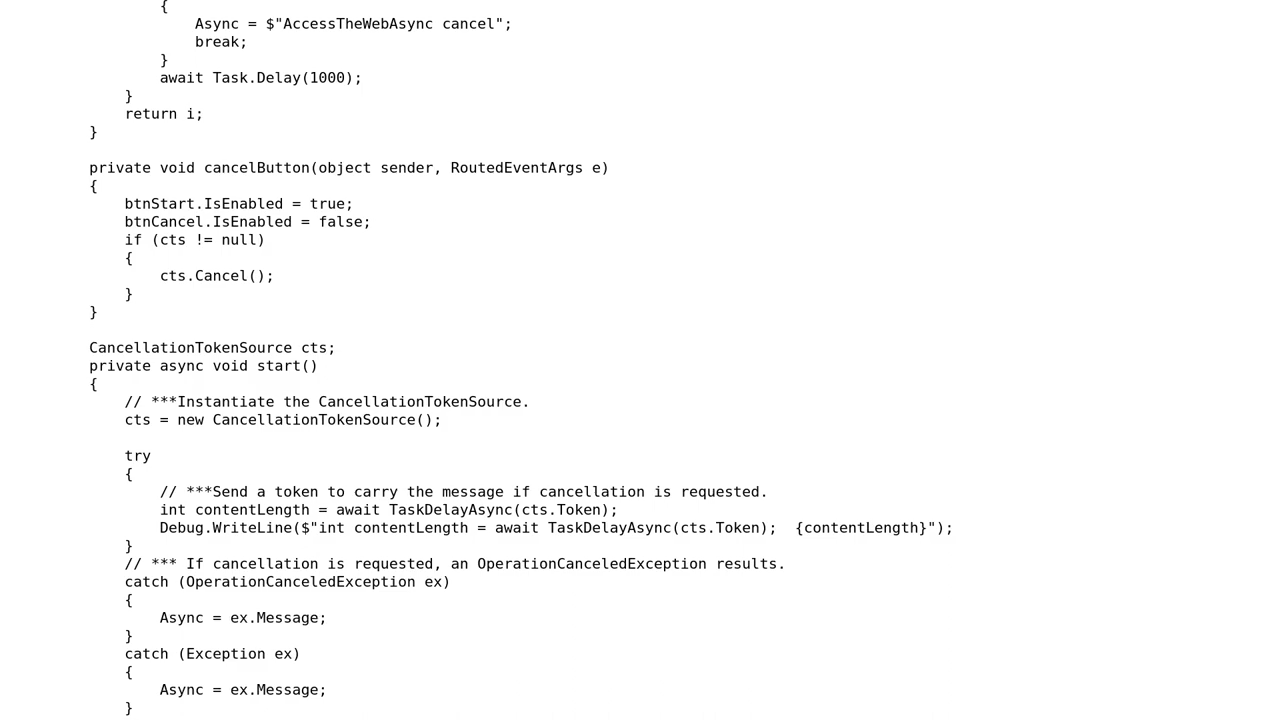 {
Async = $"AccessTheWebAsync cancel";
break;
}
await Task.Delay(1000);
}
return i;
}
private void cancelButton(object sender, RoutedEventArgs e)
{
btnStart.IsEnabled = true;
btnCancel.IsEnabled = false;
if (cts != null)
{
cts.Cancel();
}
}
CancellationTokenSource cts;
private async void start()
{
// ***Instantiate the CancellationTokenSource.
cts = new CancellationTokenSource();
try
{
// ***Send a token to carry the message if cancellation is requested.
int contentLength = await TaskDelayAsync(cts.Token);
Debug.WriteLine($"int contentLength = await TaskDelayAsync(cts.Token);  {contentLength}");
}
// *** If cancellation is requested, an OperationCanceledException results.
catch (OperationCanceledException ex)
{
Async = ex.Message;
}
catch (Exception ex)
{
Async = ex.Message;
}